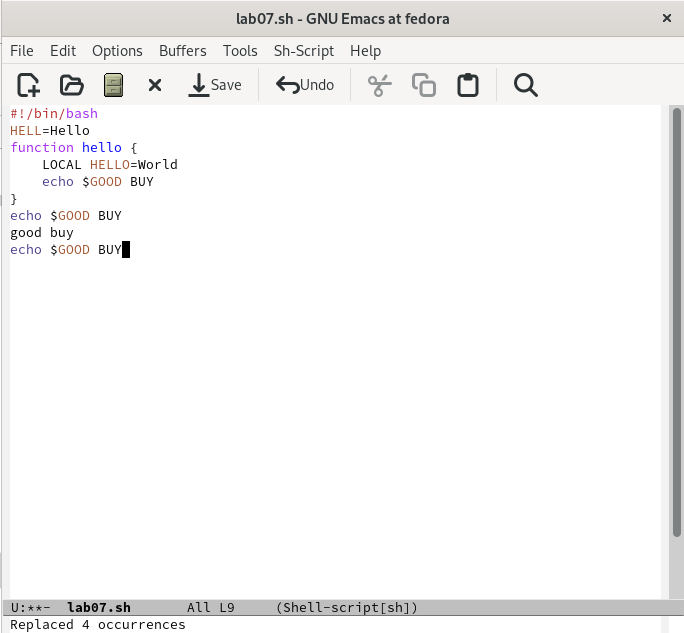 lab07.sh - GNU Emacs at fedora
File Edit Options Buffers Tools Sh-Script Help
Save Undo
#!/bin/bash
HELL=Hello
function hello {
    LOCAL HELLO=World
    echo $GOOD BUY
}
echo $GOOD BUY
good buy
echo $GOOD BUY
U:**-  lab07.sh       All L9     (Shell-script[sh])
Replaced 4 occurrences